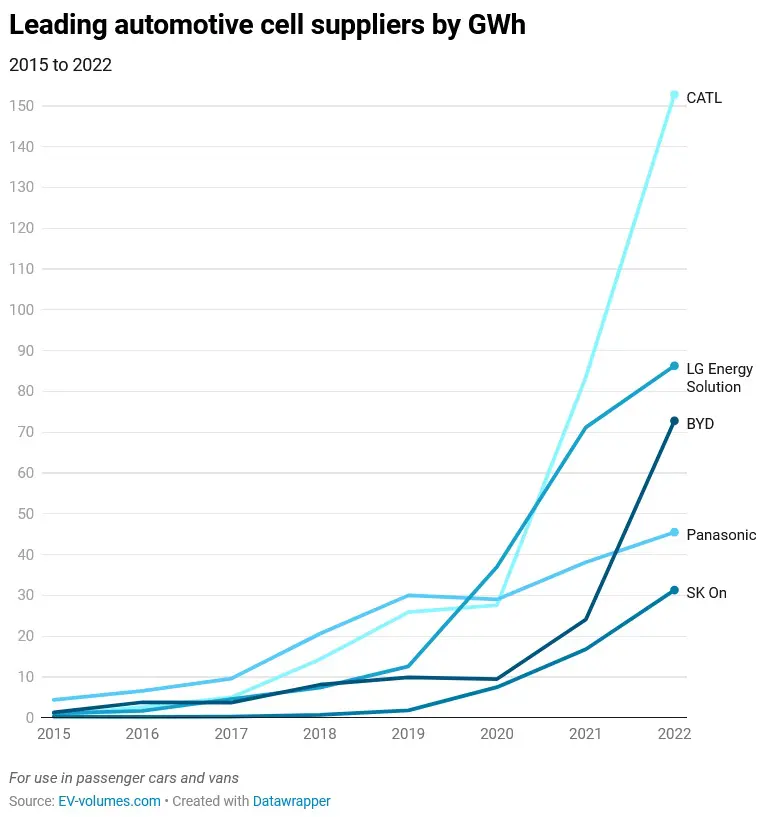 Leading automotive cell suppliers by GWh
2015 to 2022
150
140
130
120
110
100
90
80
70
60
50
40
30
20
10
0
CATL
LG Energy
Solution
BYD
Panasonic
SK On
2015 2016 2017 2018 2019 2020 2021 2022
For use in passenger cars and vans
Source: EV-volumes.com • Created with Datawrapper